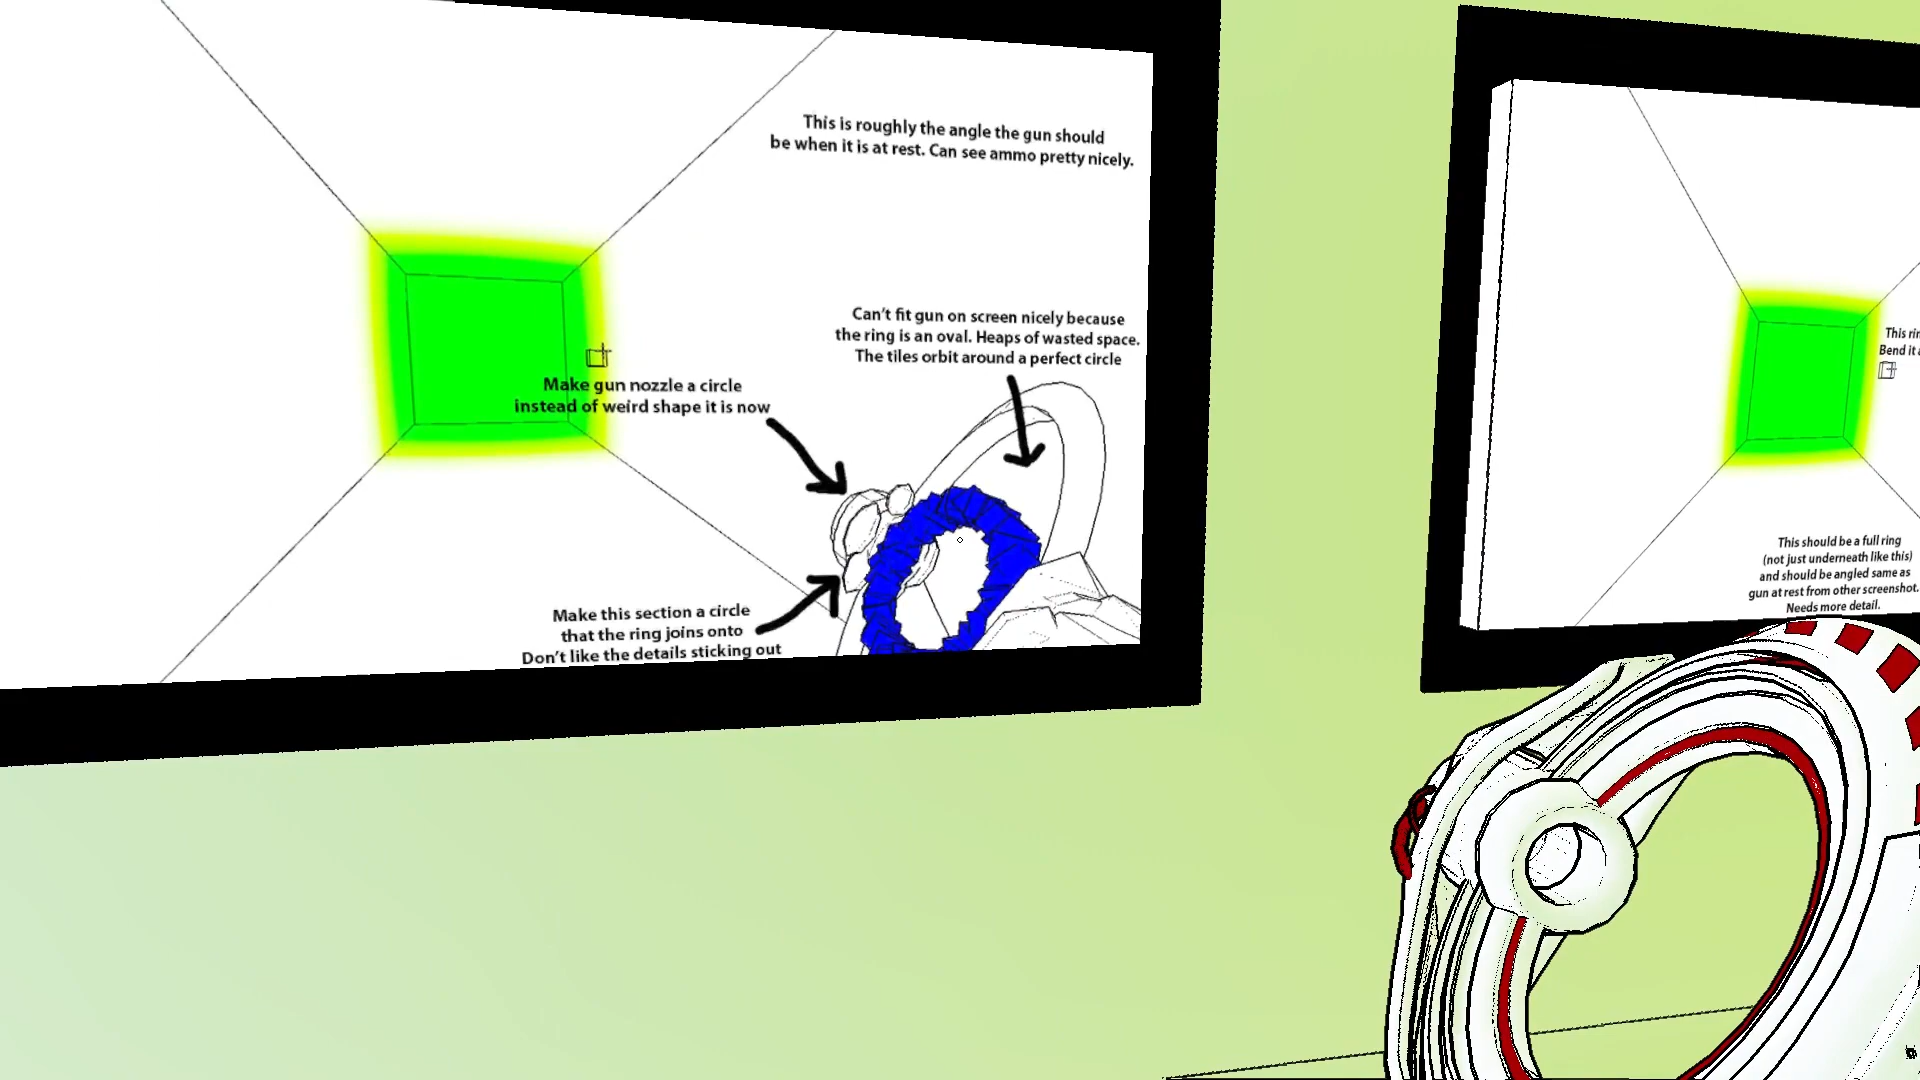 This is roughly the angle the gun should
be when it is at rest. Can see ammo pretty nicely.
Can't fit gun on screen nicely because
the ring is an oval. Heaps of wasted space.
The tiles orbit around a perfect circle
Make gun nozzle a circle
instead of weird shape it is now
Make this section a circle
that the ring joins onto
Don't like the details sticking out
This
Bend it
This should be a full ring
(not just underneath like this)
and should be angled same as
gun at rest from other screenshot.
Needs more detail.